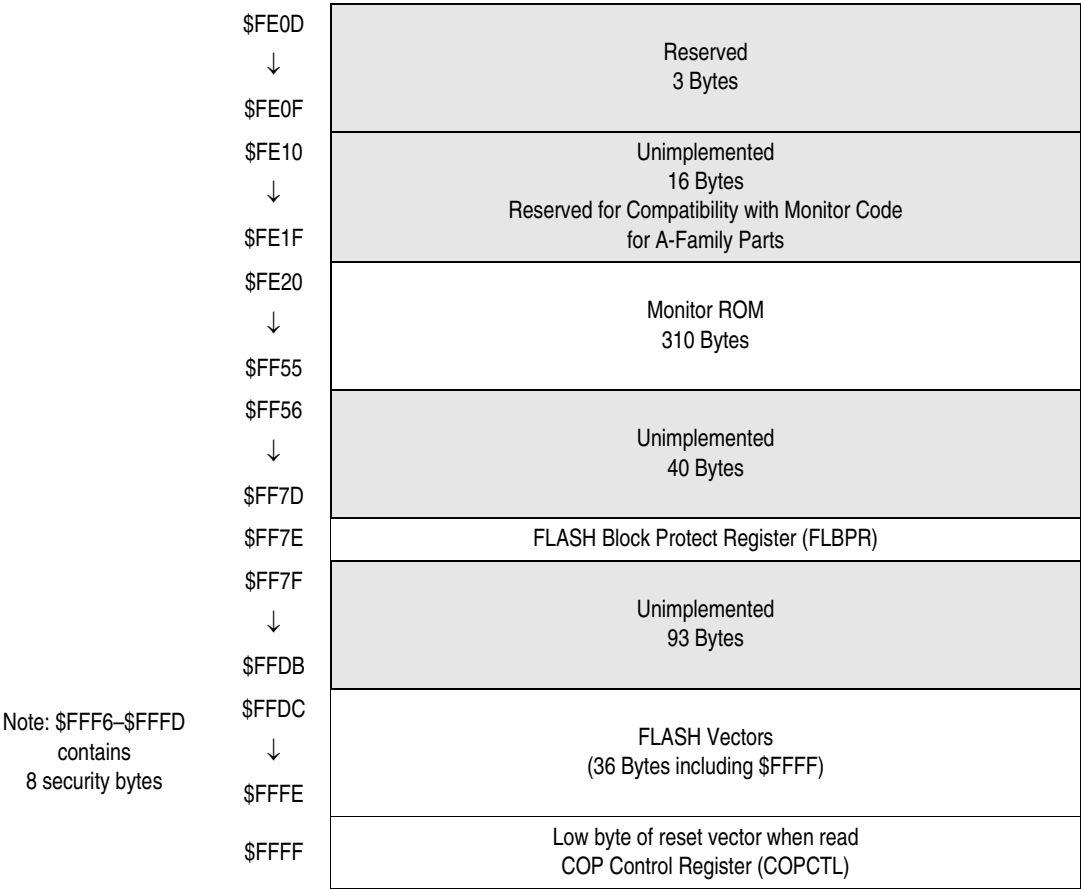 $FE0D
↓
$FE0F
Reserved
3 Bytes
$FE10
↓
$FE1F
Unimplemented
16 Bytes
Reserved for Compatibility with Monitor Code
for A-Family Parts
$FE20
↓
$FF55
Monitor ROM
310 Bytes
$FF56
↓
$FF7D
Unimplemented
40 Bytes
$FF7E
FLASH Block Protect Register (FLBPR)
$FF7F
↓
$FFDB
Unimplemented
93 Bytes
Note: $FFF6–$FFFD
contains
8 security bytes
$FFDC
↓
$FFFE
FLASH Vectors
(36 Bytes including $FFFF)
$FFFF
Low byte of reset vector when read
COP Control Register (COPCTL)